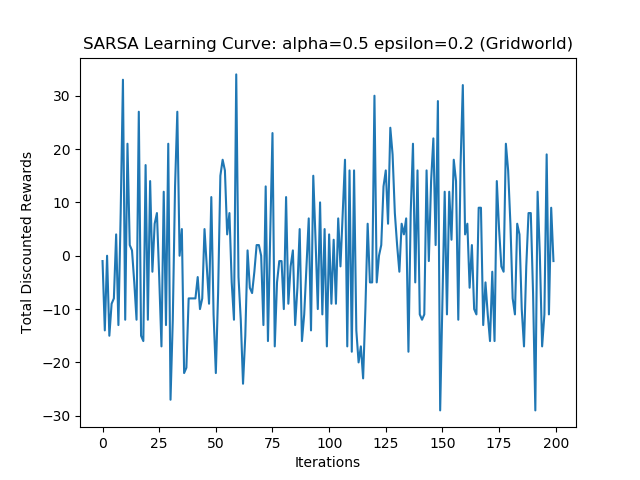 SARSA Learning Curve: alpha=0.5 epsilon=0.2 (Gridworld)
Total Discounted Rewards
30
20
10
0
−10
−20
−30
0 25 50 75 100 125 150 175 200
Iterations